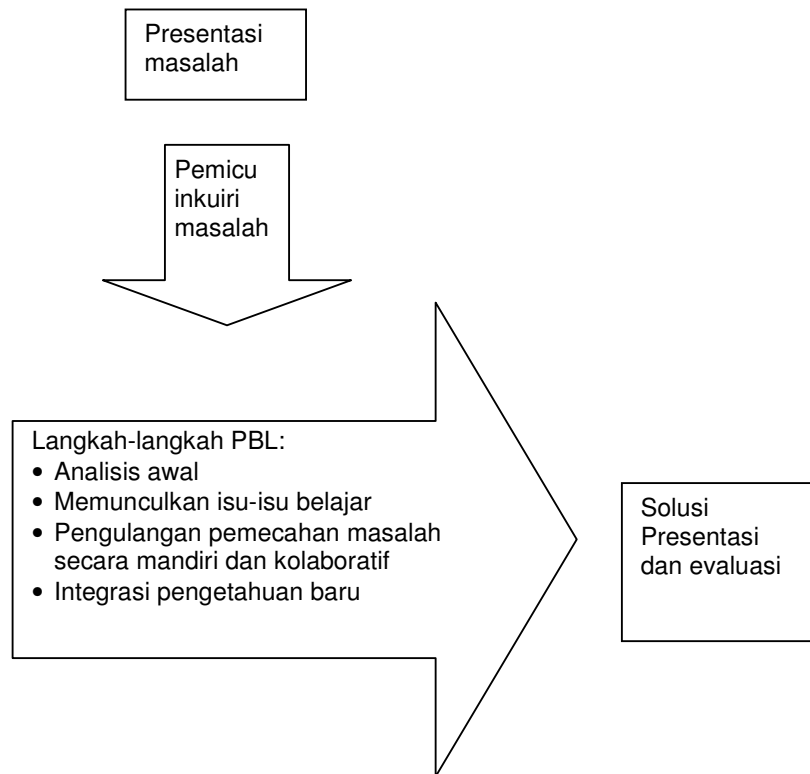 Presentasi
masalah
Pemicu
inkuiri
masalah
Langkah-langkah PBL:
• Analisis awal
• Memunculkan isu-isu belajar
• Pengulangan pemecahan masalah
secara mandiri dan kolaboratif
• Integrasi pengetahuan baru
Solusi
Presentasi
dan evaluasi